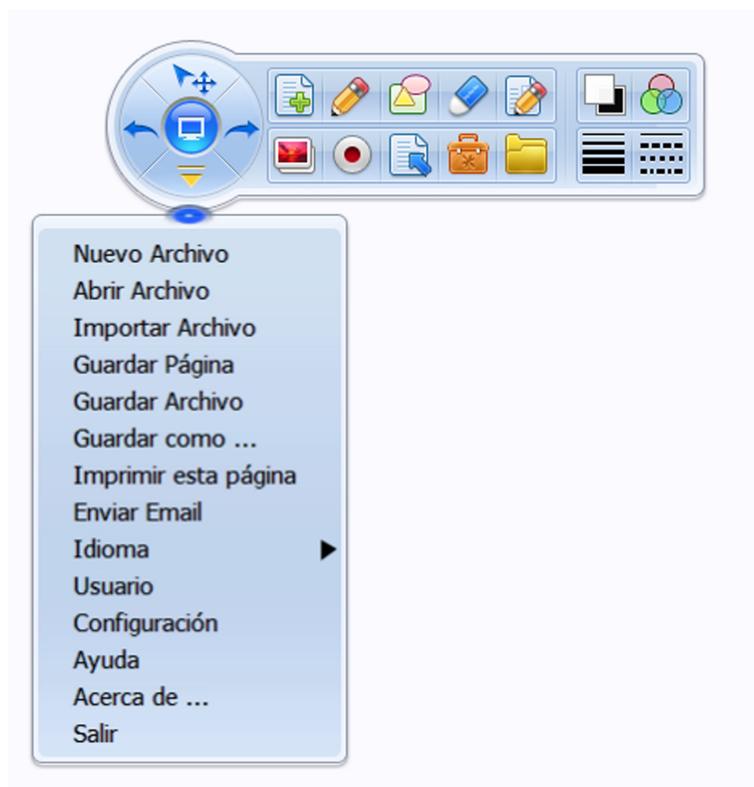 Nuevo Archivo
Abrir Archivo
Importar Archivo
Guardar Página
Guardar Archivo
Guardar como ...
Imprimir esta página
Enviar Email
Idioma
Usuario
Configuración
Ayuda
Acerca de ...
Salir